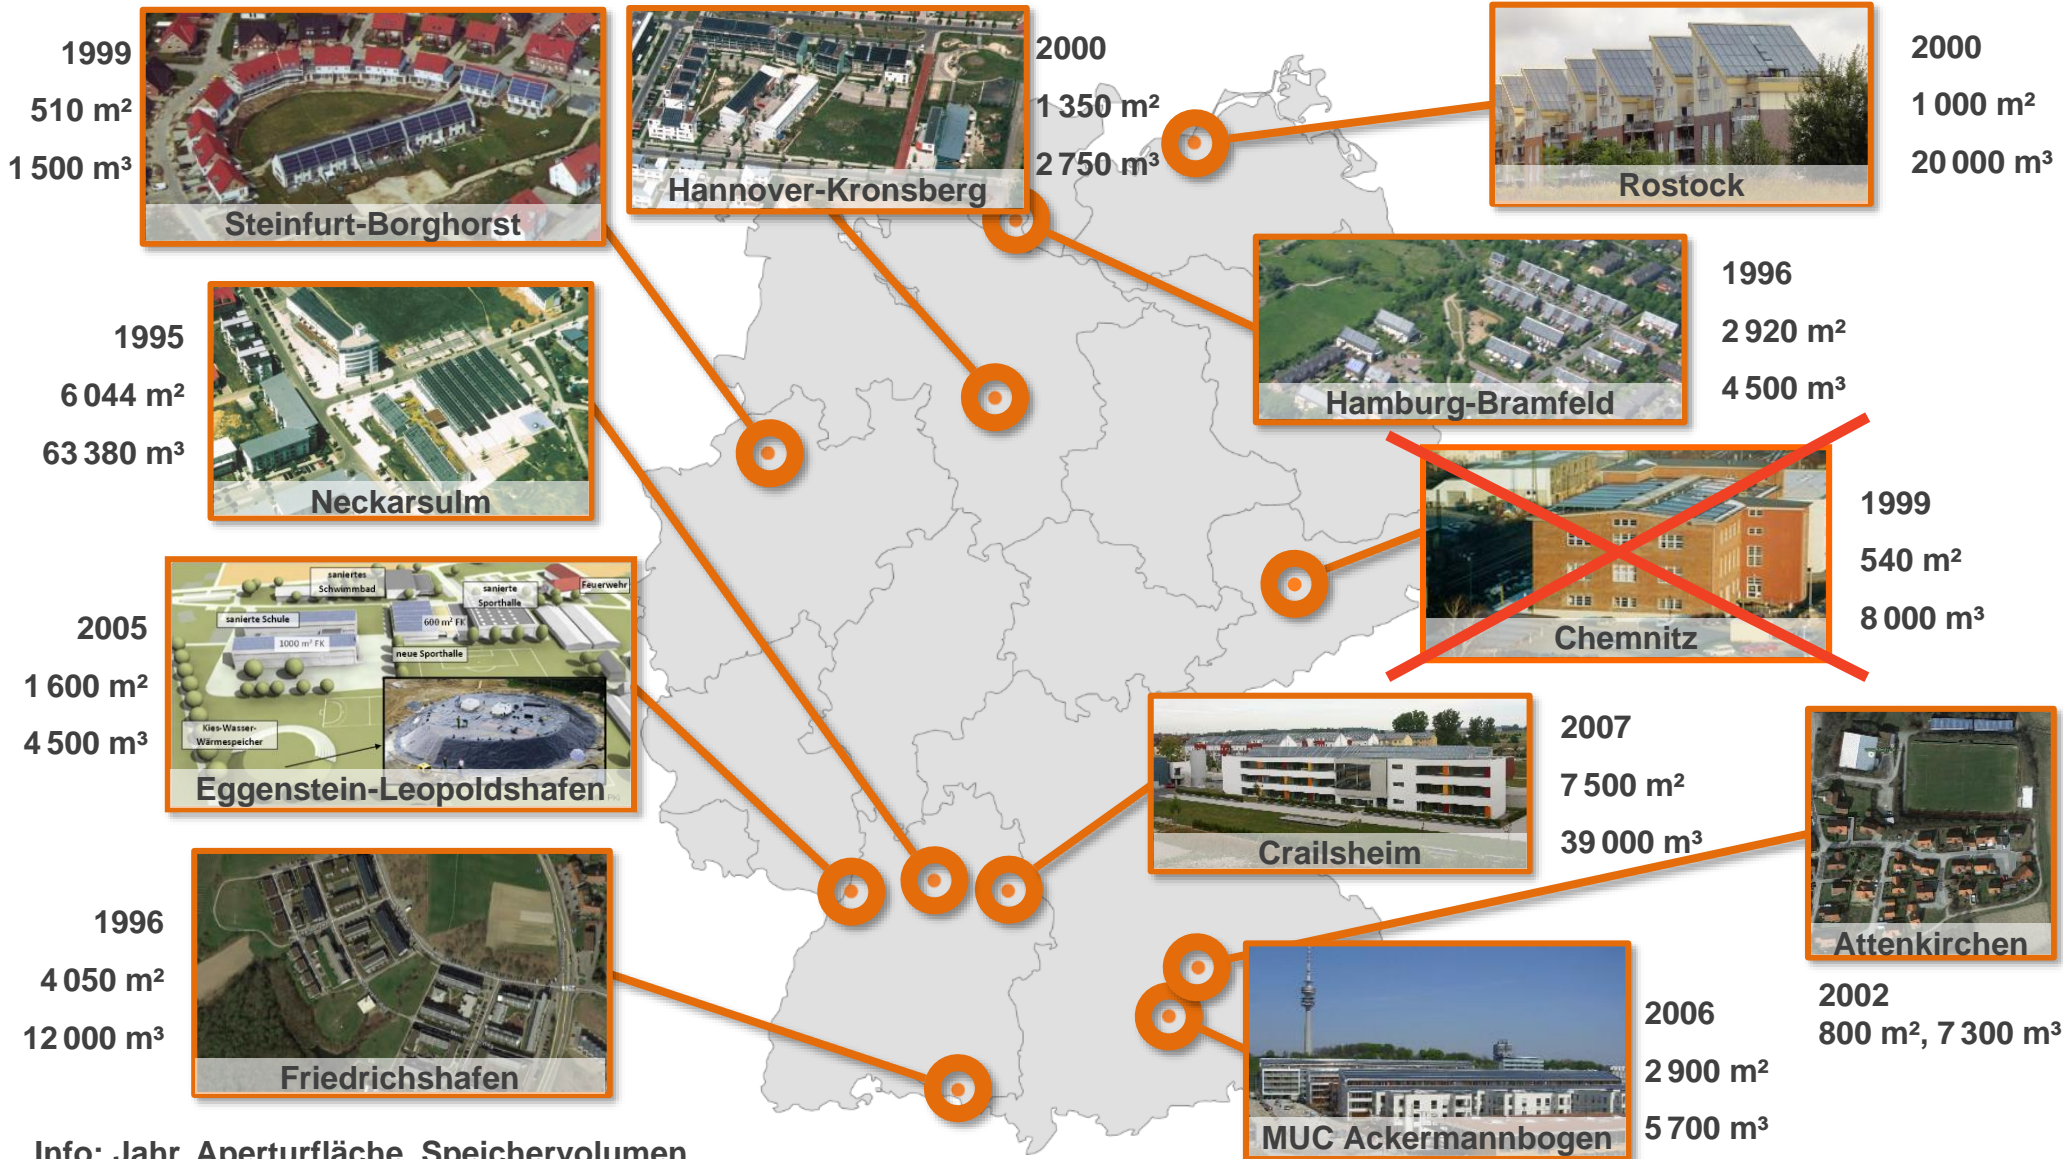 1999
510 m²
1 500 m³
Steinfurt-Borghorst
Hannover-Kronsberg
2000
1 350 m²
2 750 m³
Rostock
2000
1 000 m²
20 000 m³
1995
6 044 m²
63 380 m³
Neckarsulm
Hamburg-Bramfeld
1996
2 920 m²
4 500 m³
Chemnitz
1999
540 m²
8 000 m³
2005
1 600 m²
4 500 m³
saniertes
Schwimmbad
sanierte
Sporthalle
Feuerwehr
sanierte Schule
600 m² FK
1000 m² FK
neue Sporthalle
Kies-Wasser-
Wärmespeicher
Eggenstein-Leopoldshafen
Crailsheim
2007
7 500 m²
39 000 m³
Attenkirchen
2002
800 m², 7 300 m³
1996
4 050 m²
12 000 m³
Friedrichshafen
MUC Ackermannbogen
2006
2 900 m²
5 700 m³
Info: Jahr, Aperturfläche, Speichervolumen